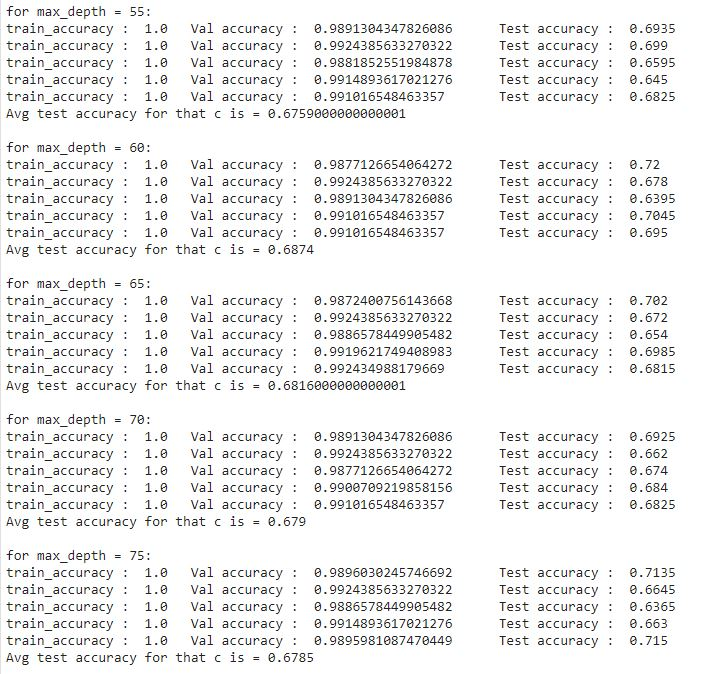 for max_depth = 55:
train_accuracy :  1.0   Val accuracy :  0.9891304347826086      Test accuracy :  0.6935
train_accuracy :  1.0   Val accuracy :  0.9924385633270322      Test accuracy :  0.699
train_accuracy :  1.0   Val accuracy :  0.9881852551984878      Test accuracy :  0.6595
train_accuracy :  1.0   Val accuracy :  0.9914893617021276      Test accuracy :  0.645
train_accuracy :  1.0   Val accuracy :  0.991016548463357       Test accuracy :  0.6825
Avg test accuracy for that c is = 0.6759000000000001
for max_depth = 60:
train_accuracy :  1.0   Val accuracy :  0.9877126654064272      Test accuracy :  0.72
train_accuracy :  1.0   Val accuracy :  0.9924385633270322      Test accuracy :  0.678
train_accuracy :  1.0   Val accuracy :  0.9891304347826086      Test accuracy :  0.6395
train_accuracy :  1.0   Val accuracy :  0.991016548463357       Test accuracy :  0.7045
train_accuracy :  1.0   Val accuracy :  0.991016548463357       Test accuracy :  0.695
Avg test accuracy for that c is = 0.6874
for max_depth = 65:
train_accuracy :  1.0   Val accuracy :  0.9872400756143668      Test accuracy :  0.702
train_accuracy :  1.0   Val accuracy :  0.9924385633270322      Test accuracy :  0.672
train_accuracy :  1.0   Val accuracy :  0.9886578449905482      Test accuracy :  0.654
train_accuracy :  1.0   Val accuracy :  0.9919621749408983      Test accuracy :  0.6985
train_accuracy :  1.0   Val accuracy :  0.992434988179669       Test accuracy :  0.6815
Avg test accuracy for that c is = 0.6816000000000001
for max_depth = 70:
train_accuracy :  1.0   Val accuracy :  0.9891304347826086      Test accuracy :  0.6925
train_accuracy :  1.0   Val accuracy :  0.9924385633270322      Test accuracy :  0.662
train_accuracy :  1.0   Val accuracy :  0.9877126654064272      Test accuracy :  0.674
train_accuracy :  1.0   Val accuracy :  0.9900709219858156      Test accuracy :  0.684
train_accuracy :  1.0   Val accuracy :  0.991016548463357       Test accuracy :  0.6825
Avg test accuracy for that c is = 0.679
for max_depth = 75:
train_accuracy :  1.0   Val accuracy :  0.9896030245746692      Test accuracy :  0.7135
train_accuracy :  1.0   Val accuracy :  0.9924385633270322      Test accuracy :  0.6645
train_accuracy :  1.0   Val accuracy :  0.9886578449905482      Test accuracy :  0.6365
train_accuracy :  1.0   Val accuracy :  0.9914893617021276      Test accuracy :  0.663
train_accuracy :  1.0   Val accuracy :  0.9895981087470449      Test accuracy :  0.715
Avg test accuracy for that c is = 0.6785